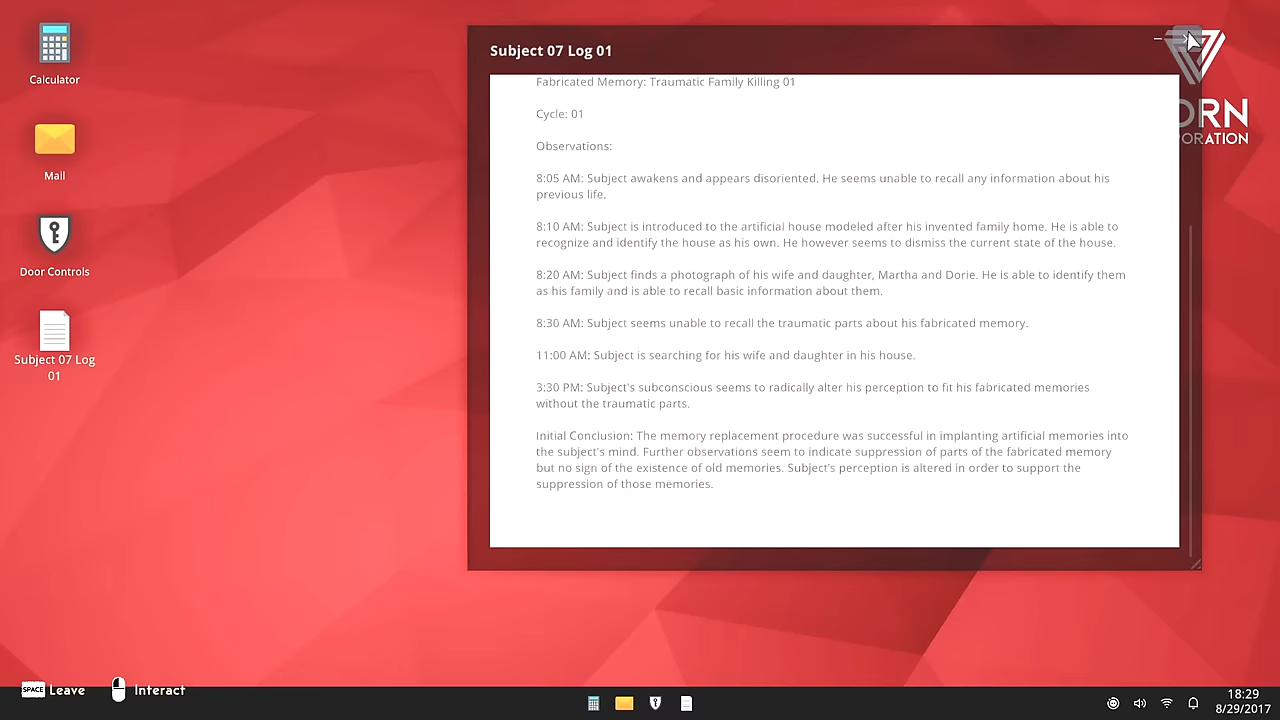 Calculator
Mail
Door Controls
Subject 07 Log
01
Subject 07 Log 01
Fabricated Memory: Traumatic Family Killing 01
Cycle: 01
Observations:
8:05 AM: Subject awakens and appears disoriented. He seems unable to recall any information about his
previous life.
8:10 AM: Subject is introduced to the artificial house modeled after his invented family home. He is able to
recognize and identify the house as his own. He however seems to dismiss the current state of the house.
8:20 AM: Subject finds a photograph of his wife and daughter, Martha and Dorie. He is able to identify them
as his family and is able to recall basic information about them.
8:30 AM: Subject seems unable to recall the traumatic parts about his fabricated memory.
11:00 AM: Subject is searching for his wife and daughter in his house.
3:30 PM: Subject's subconscious seems to radically alter his perception to fit his fabricated memories
without the traumatic parts.
Initial Conclusion: The memory replacement procedure was successful in implanting artificial memories into
the subject's mind. Further observations seem to indicate suppression of parts of the fabricated memory
but no sign of the existence of old memories. Subject's perception is altered in order to support the
suppression of those memories.
ORN
ORATION
SPACE Leave
Interact
18:29
8/29/2017